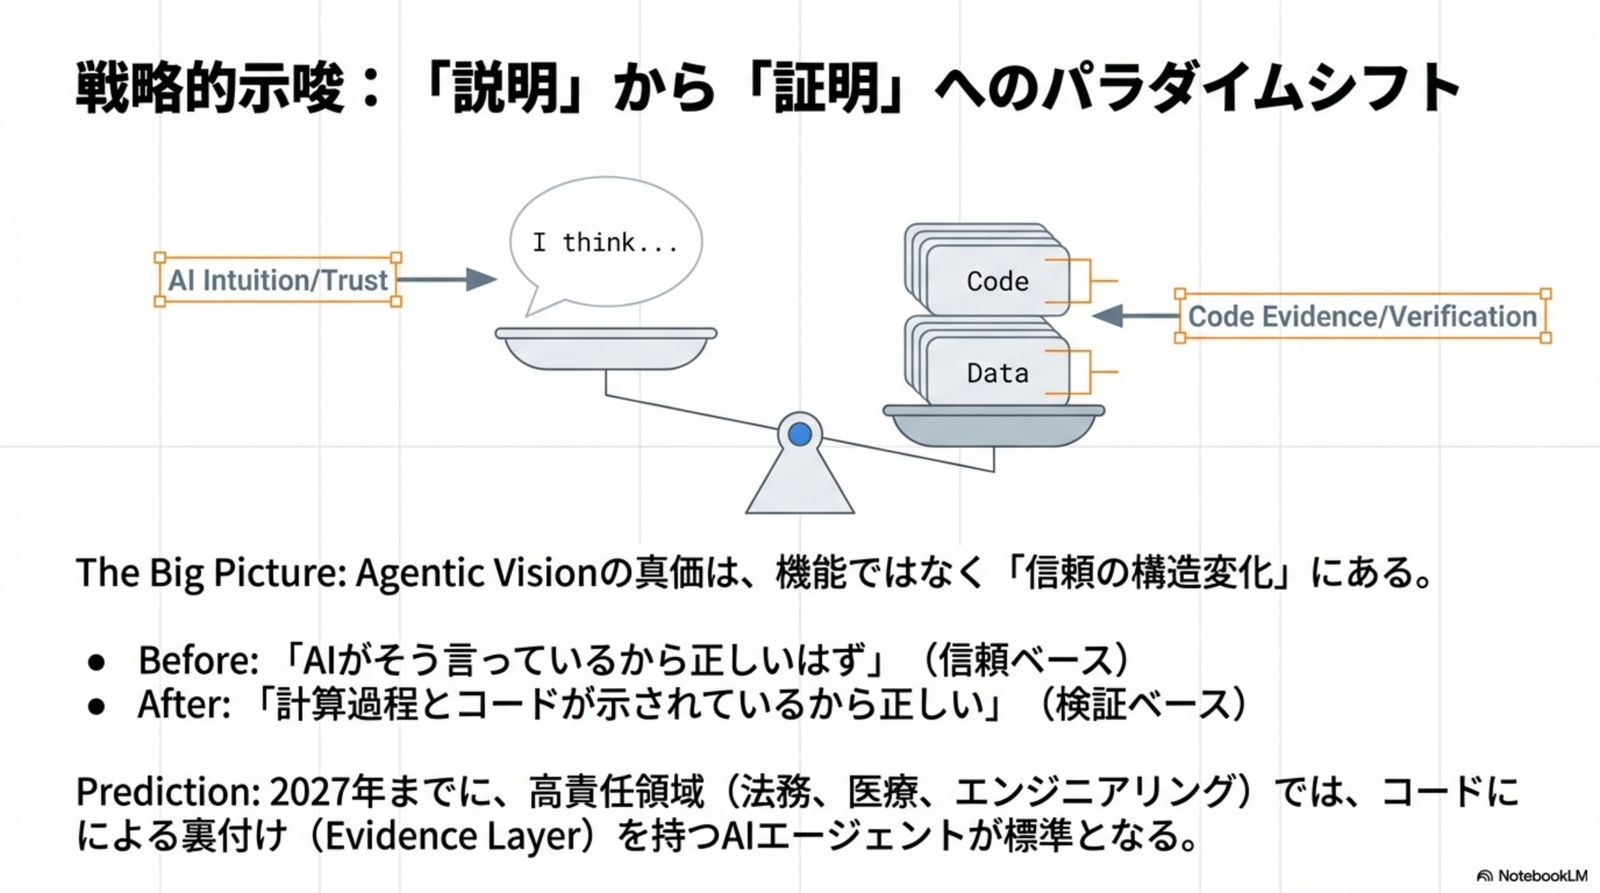 戦略的示唆：「説明」から「証明」へのパラダイムシフト
I think...
AI Intuition/Trust
Code
Code Evidence/Verification
Data
The Big Picture: Agentic Visionの真価は、機能ではなく「信頼の構造変化」にある。
● Before: 「AIがそう言っているから正しいはず」（信頼ベース）
● After: 「計算過程とコードが示されているから正しい」（検証ベース）
Prediction: 2027年までに、高責任領域（法務、医療、エンジニアリング）では、コードに
による裏付け（Evidence Layer）を持つAIエージェントが標準となる。
NotebookLM